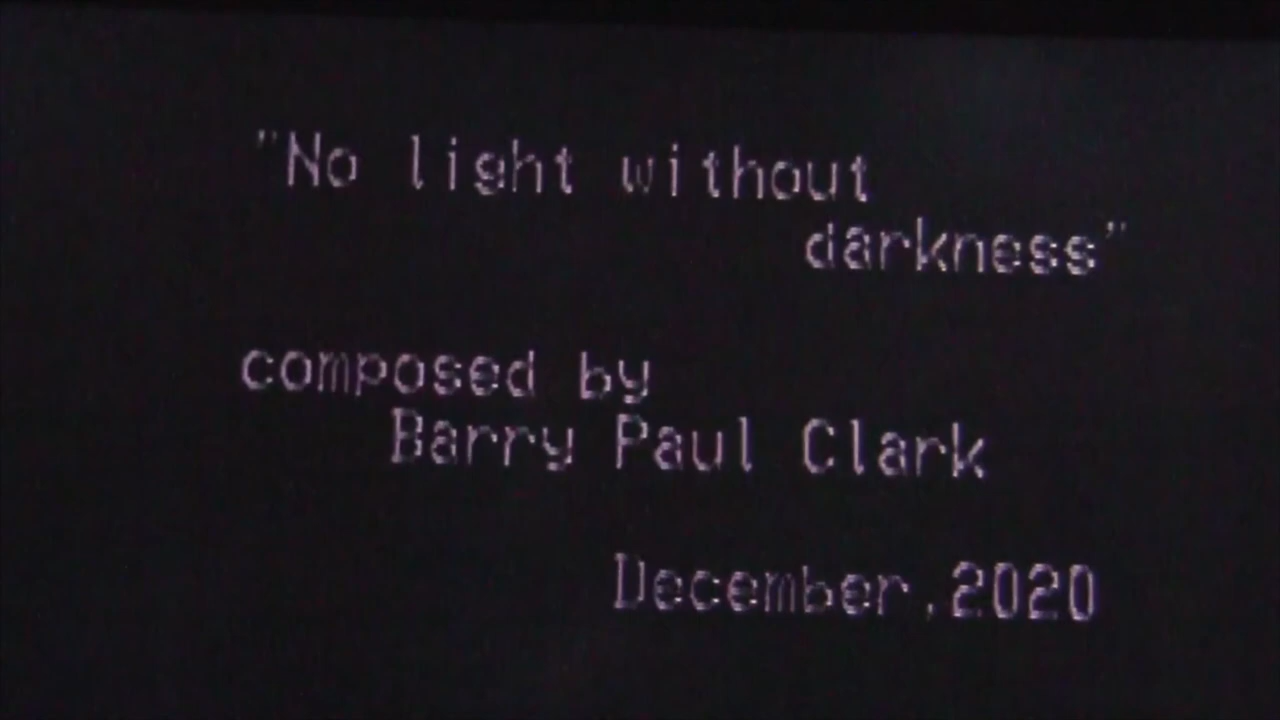 "No light without
darkness"
composed by
Barry Paul Clark
December,2020